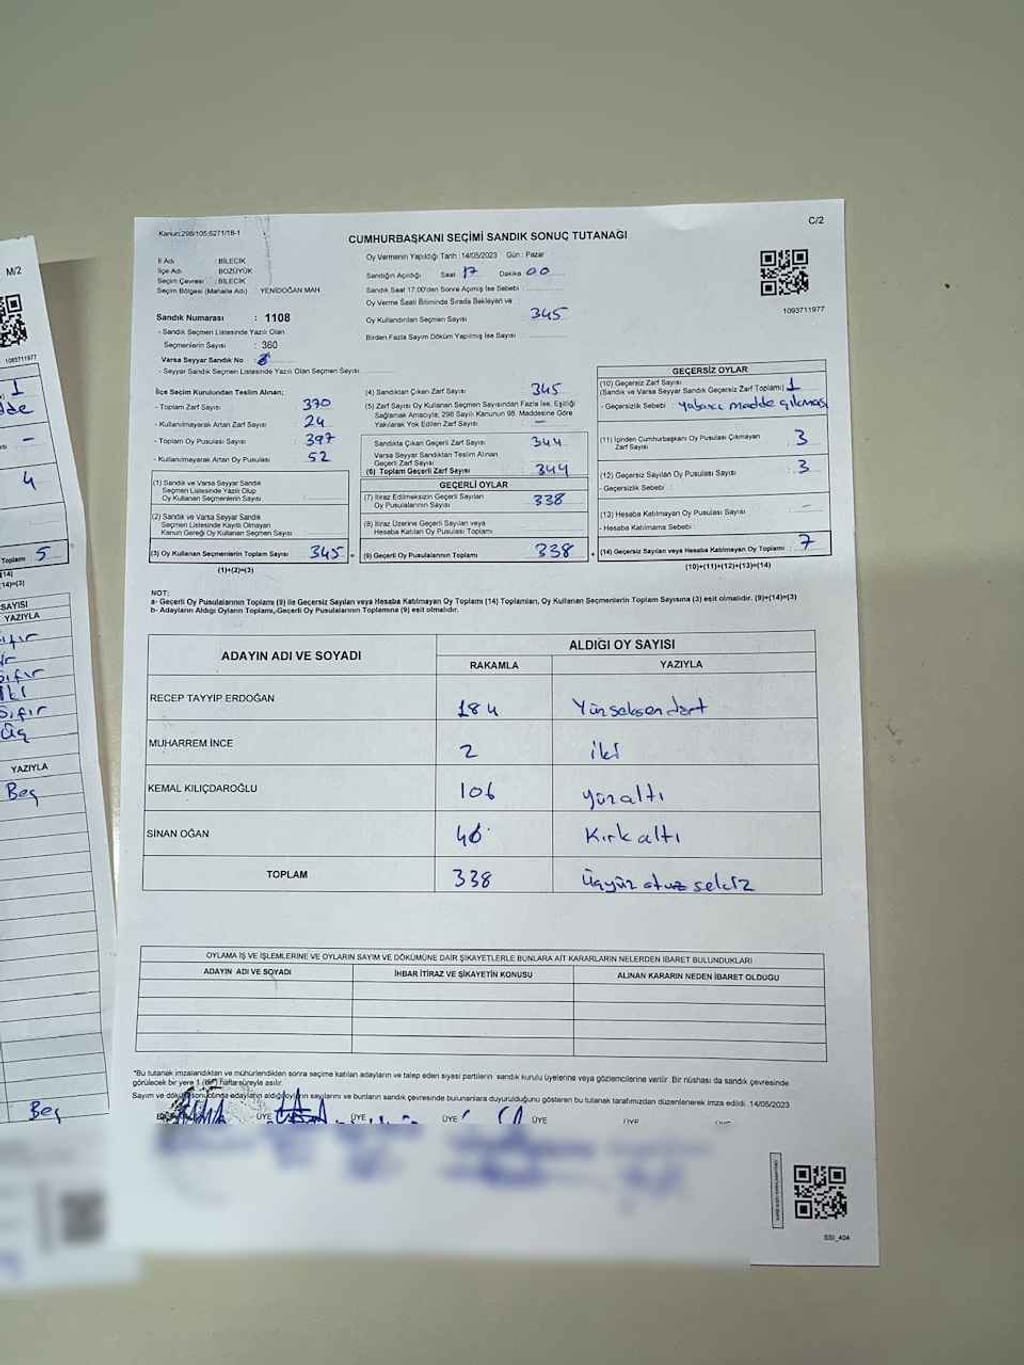 C/2
Kanun:298/105;6271/18-1
CUMHURBAŞKANI SEÇİMİ SANDIK SONUÇ TUTANAĞI
İl Adı : BİLECİK
İlçe Adı : BOZÜYÜK
Seçim Çevresi : BİLECİK
Seçim Bölgesi (Mahalle Adı) YENİDOĞAN MAH.
Oy Vermenin Yapıldığı Tarih :14/05/2023 Gün : Pazar
Sandığın Açıldığı Saat 17 Dakika 00
Sandık Saat 17:00'den Sonra Açılmış İse Sebebi
Oy Verme Saati Bitiminde Sırada Bekleyen ve
Oy Kullandırılan Seçmen Sayısı 345
Birden Fazla Sayım Döküm Yapılmış İse Sayısı
1093711977
Sandık Numarası : 1108
- Sandık Seçmen Listesinde Yazılı Olan
Seçmenlerin Sayısı : 360
Varsa Seyyar Sandık No :
- Seyyar Sandık Seçmen Listesinde Yazılı Olan Seçmen Sayısı
İlçe Seçim Kurulundan Teslim Alınan;
- Toplam Zarf Sayısı 370
- Kullanılmayarak Artan Zarf Sayısı 24
- Toplam Oy Pusulası Sayısı 397
- Kullanılmayarak Artan Oy Pusulası 52
(1) Sandık ve Varsa Seyyar Sandık
Seçmen Listesinde Yazılı Olup
Oy Kullanan Seçmenlerin Sayısı
(2) Sandık ve Varsa Seyyar Sandık
Seçmen Listesinde Kayıtlı Olmayan
Kanun Gereği Oy Kullanan Seçmen Sayısı
(3) Oy Kullanan Seçmenlerin Toplam Sayısı 345 =
(1)+(2)=(3)
(4) Sandıktan Çıkan Zarf Sayısı 345
(5) Zarf Sayısı Oy Kullanan Seçmen Sayısından Fazla İse, Eşitliği
Sağlamak Amacıyla, 298 Sayılı Kanunun 98. Maddesine Göre
Yakılarak Yok Edilen Zarf Sayısı —
Sandıkta Çıkan Geçerli Zarf Sayısı 344
Varsa Seyyar Sandıktan Teslim Alınan
Geçerli Zarf Sayısı
(6) Toplam Geçerli Zarf Sayısı 344
GEÇERLİ OYLAR
(7) İtiraz Edilmeksizin Geçerli Sayılan
Oy Pusulalarının Sayısı 338
(8) İtiraz Üzerine Geçerli Sayılan veya
Hesaba Katılan Oy Pusulası Toplamı
(9) Geçerli Oy Pusulalarının Toplamı 338 +
GEÇERSİZ OYLAR
(10) Geçersiz Zarf Sayısı
(Sandık ve Varsa Seyyar Sandık Geçersiz Zarf Toplamı) 1
- Geçersizlik Sebebi yabancı madde çıkması
(11) İçinden Cumhurbaşkanı Oy Pusulası Çıkmayan
Zarf Sayısı 3
(12) Geçersiz Sayılan Oy Pusulası Sayısı 3
- Geçersizlik Sebebi
(13) Hesaba Katılmayan Oy Pusulası Sayısı —
- Hesaba Katılmama Sebebi
(14) Geçersiz Sayılan veya Hesaba Katılmayan Oy Toplamı 7
(10)+(11)+(12)+(13)=(14)
NOT:
a- Geçerli Oy Pusulalarının Toplamı (9) ile Geçersiz Sayılan veya Hesaba Katılmayan Oy Toplamı (14) Toplamları, Oy Kullanan Seçmenlerin Toplam Sayısına (3) eşit olmalıdır. (9)+(14)=(3)
b- Adayların Aldığı Oyların Toplamı, Geçerli Oy Pusulalarının Toplamına (9) eşit olmalıdır.
ADAYIN ADI VE SOYADI
ALDIĞI OY SAYISI
RAKAMLA YAZIYLA
RECEP TAYYİP ERDOĞAN 184 Yünseksendört
MUHARREM İNCE 2 iki
KEMAL KILIÇDAROĞLU 106 yüzaltı
SİNAN OĞAN 46 Kırkaltı
TOPLAM 338 Üçyüz otuz sekiz
OYLAMA İŞ VE İŞLEMLERİNE VE OYLARIN SAYIM VE DÖKÜMÜNE DAİR ŞİKAYETLERLE BUNLARA AİT KARARLARIN NELERDEN İBARET BULUNDUKLARI
ADAYIN ADI VE SOYADI İHBAR İTİRAZ VE ŞİKAYETİN KONUSU ALINAN KARARIN NEDEN İBARET OLDUĞU
*Bu tutanak imzalandıktan ve mühürlendikten sonra seçime katılan adayların ve talep eden siyasi partilerin sandık kurulu üyelerine veya gözlemcilerine verilir. Bir nüshası da sandık çevresinde
görülecek bir yere 1 (Bir) hafta süreyle asılır.
Sayım ve döküm sonucunda adayların aldığı oyların sayılarını ve bunların sandık çevresinde bulunanlara duyurulduğunu gösteren bu tutanak tarafımızdan düzenlenerek imza edildi. 14/05/2023
ÜYE ÜYE ÜYE ÜYE
SSI_404
M/2
1093711977
1
4
Toplam 5
SAYISI
YAZIYLA
Sıfır
Üç
YAZIYLA
Beş
Beş